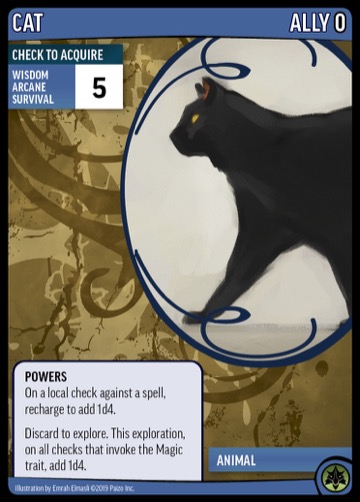 CAT
ALLY 0
CHECK TO ACQUIRE
WISDOM
ARCANE
SURVIVAL
5
POWERS
On a local check against a spell,
recharge to add 1d4.
Discard to explore. This exploration,
on all checks that invoke the Magic
trait, add 1d4.
ANIMAL
Illustration by Emrah Elmasli ©2019 Paizo Inc.